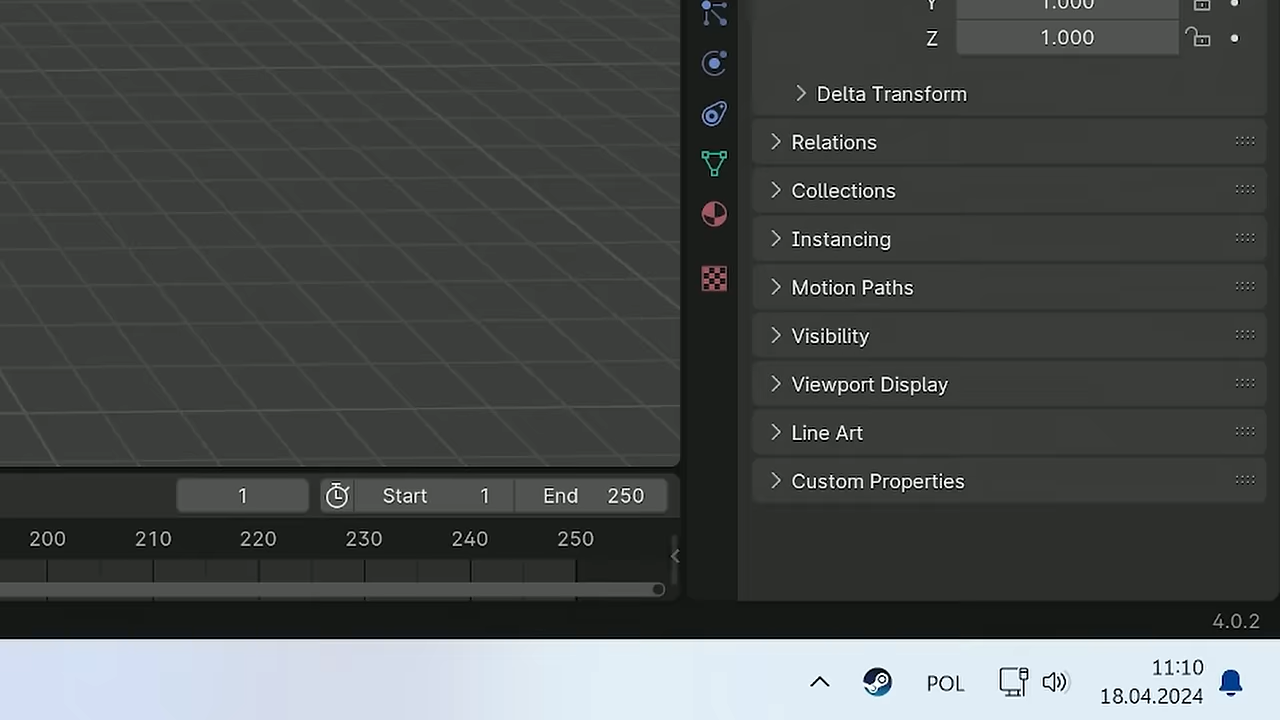 Y 1.000
Z 1.000
Delta Transform
Relations
Collections
Instancing
Motion Paths
Visibility
Viewport Display
Line Art
Custom Properties
1 Start 1 End 250
200 210 220 230 240 250
4.0.2
POL
11:10
18.04.2024